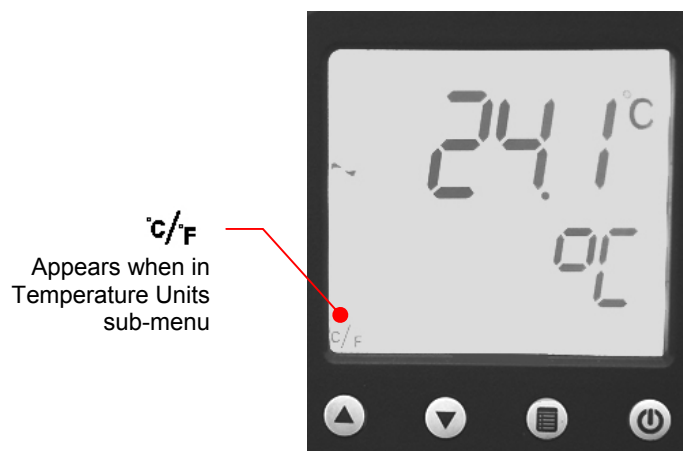 24.1 °C
°C
°C/°F
Appears when in
Temperature Units
sub-menu
°C/F